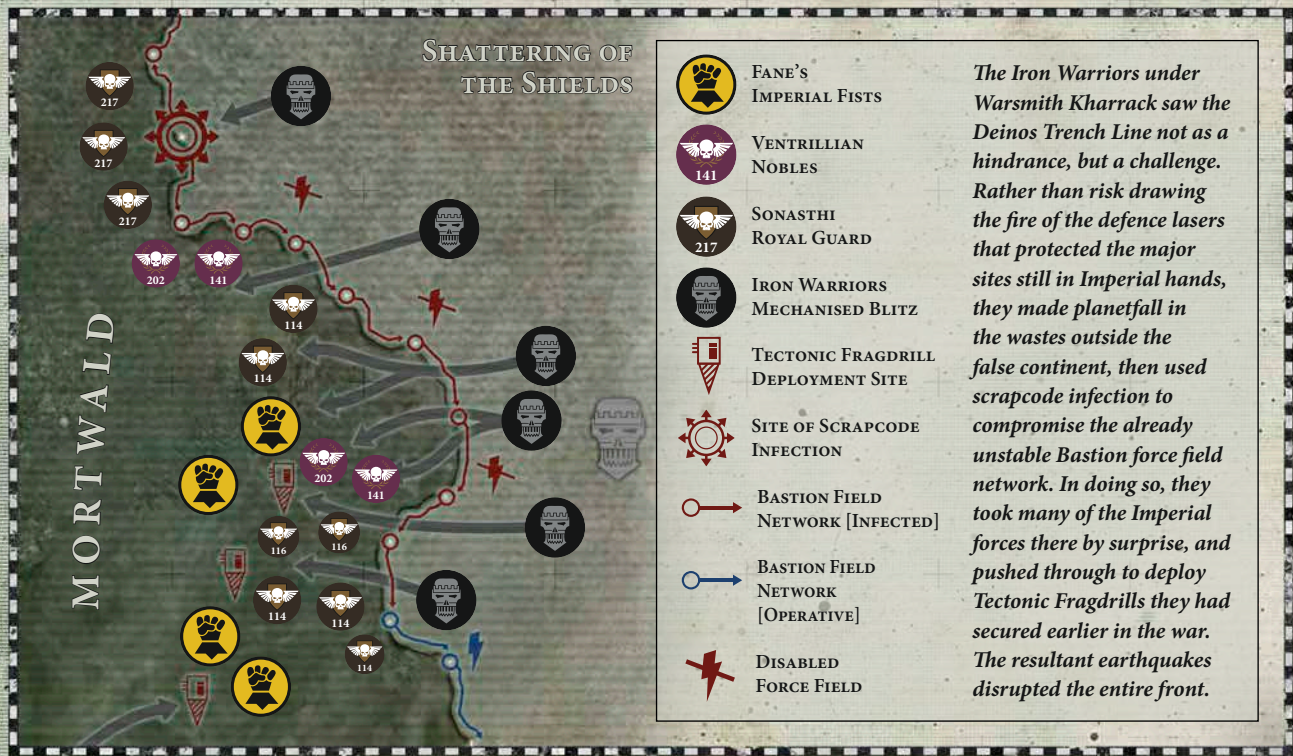 SHATTERING OF
THE SHIELDS
217
217
217
202
141
114
114
202
141
116
116
114
114
114
MORTWALD
FANE'S
IMPERIAL FISTS
141
VENTRILLIAN
NOBLES
217
SONASTHI
ROYAL GUARD
IRON WARRIORS
MECHANISED BLITZ
TECTONIC FRAGDRILL
DEPLOYMENT SITE
SITE OF SCRAPCODE
INFECTION
BASTION FIELD
NETWORK [INFECTED]
BASTION FIELD
NETWORK
[OPERATIVE]
DISABLED
FORCE FIELD
The Iron Warriors under
Warsmith Kharrack saw the
Deinos Trench Line not as a
hindrance, but a challenge.
Rather than risk drawing
the fire of the defence lasers
that protected the major
sites still in Imperial hands,
they made planetfall in
the wastes outside the
false continent, then used
scrapcode infection to
compromise the already
unstable Bastion force field
network. In doing so, they
took many of the Imperial
forces there by surprise, and
pushed through to deploy
Tectonic Fragdrills they had
secured earlier in the war.
The resultant earthquakes
disrupted the entire front.